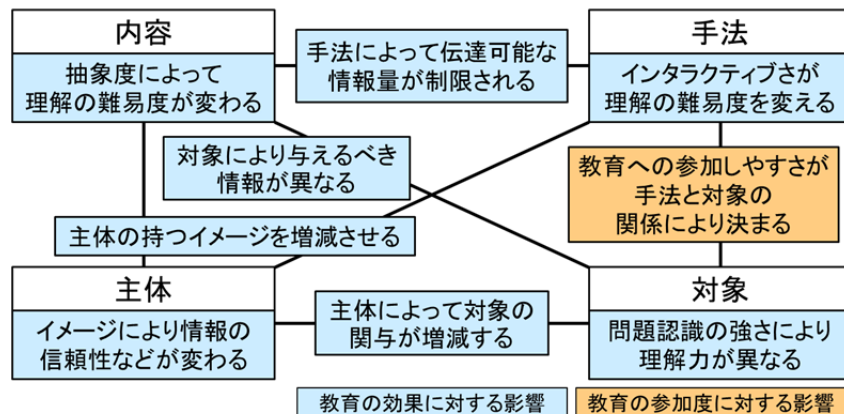 内容
抽象度によって
理解の難易度が変わる
手法によって伝達可能な
情報量が制限される
手法
インタラクティブさが
理解の難易度を変える
対象により与えるべき
情報が異なる
教育への参加しやすさが
手法と対象の
関係により決まる
主体の持つイメージを増減させる
主体
イメージにより情報の
信頼性などが変わる
主体によって対象の
関与が増減する
対象
問題認識の強さにより
理解力が異なる
教育の効果に対する影響
教育の参加度に対する影響